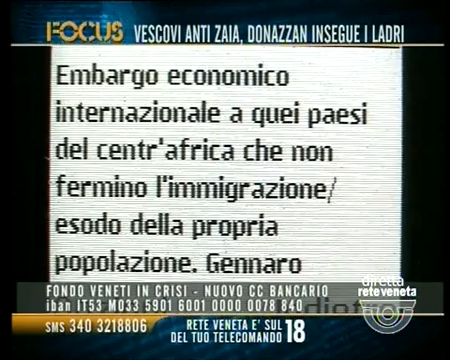 FOCUS VESCOVI ANTI ZAIA, DONAZZAN INSEGUE I LADRI
Embargo economico
internazionale a quei paesi
del centr'africa che non
fermino l'immigrazione/
esodo della propria
popolazione. Gennaro
diretta
reteveneta
FONDO VENETI IN CRISI - NUOVO CC BANCARIO
iban IT53 M033 5901 6001 0000 0078 840
SMS 340 3218806
RETE VENETA E' SUL
DEL TUO TELECOMANDO 18